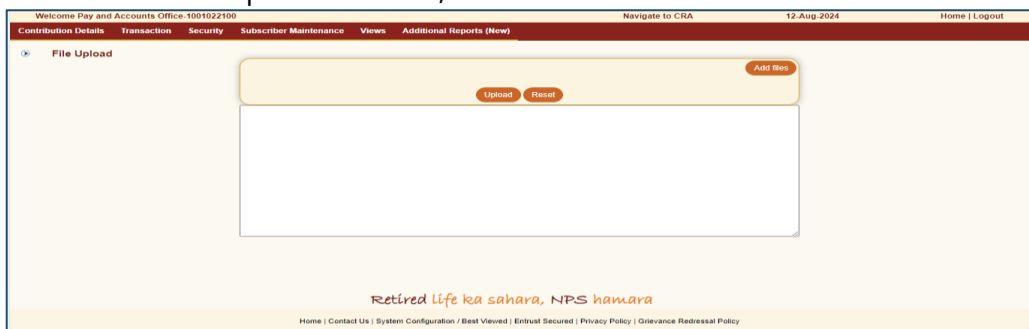 Welcome Pay and Accounts Office-1001022100 Navigate to CRA 12-Aug-2024 Home | Logout
Contribution Details Transaction Security Subscriber Maintenance Views Additional Reports (New)
File Upload
Add files
Upload Reset
Retired life ka sahara, NPS hamara
Home | Contact Us | System Configuration / Best Viewed | Entrust Secured | Privacy Policy | Grievance Redressal Policy